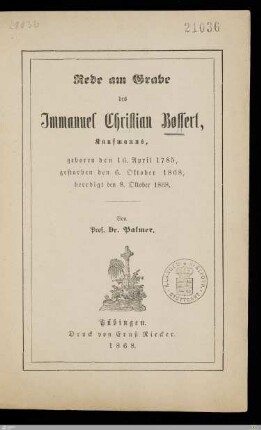 21036
21036
Rede am Grabe
des
Immanuel Christian Bossert,
Kaufmanns,
geboren den 16. April 1785,
gestorben den 6. Oktober 1868,
beerdigt den 8. Oktober 1868,
Von
Prof. Dr. Palmer.
Tübingen.
Druck von Ernst Riecker.
1868.